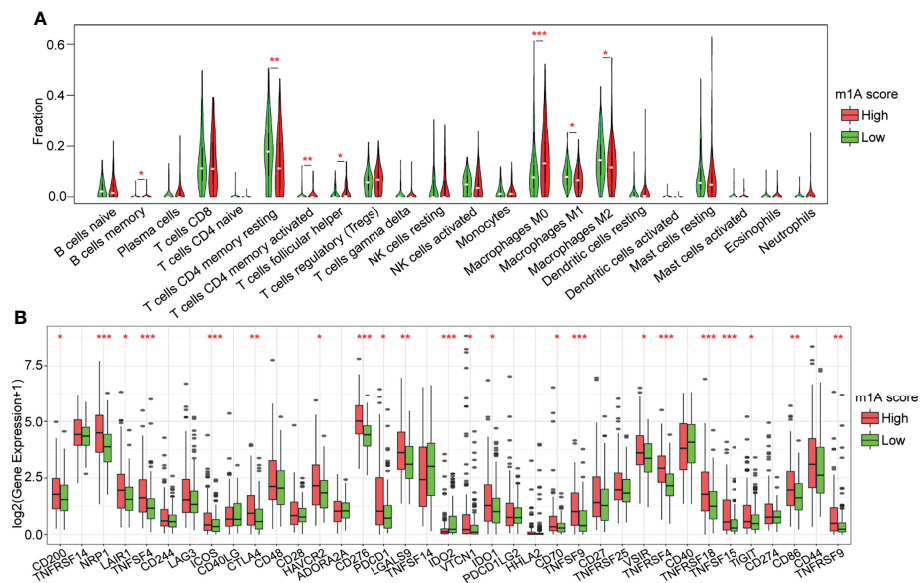 A
*** ** * * ** * *
Fraction
0.6
0.4
0.2
0.0
m1A score
High
Low
B cells naive
B cells memory
Plasma cells
T cells CD8
T cells CD4 naive
T cells CD4 memory resting
T cells CD4 memory activated
T cells follicular helper
T cells regulatory (Tregs)
T cells gamma delta
NK cells resting
NK cells activated
Monocytes
Macrophages M0
Macrophages M1
Macrophages M2
Dendritic cells resting
Dendritic cells activated
Mast cells resting
Mast cells activated
Eosinphils
Neutrophils
B
* *** * *** *** ** * *** * ** *** * * * *** * *** *** *** * ** **
log2(Gene Expression+1)
7.5
5.0
2.5
0.0
m1A score
High
Low
CD200
TNFRSF14
NRP1
LAIR1
TNFSF4
CD244
LAG3
ICOS
CD40LG
CTLA4
CD48
CD28
HAVCR2
ADORA2A
CD276
PDCD1
LGALS9
TNFSF14
IDO2
VTCN1
IDO1
PDCD1LG2
HHLA2
CD70
TNFSF9
CD27
TNFRSF25
VSIR
TNFRSF4
CD40
TNFRSF18
TNFSF15
TIGIT
CD274
CD86
CD44
TNFRSF9